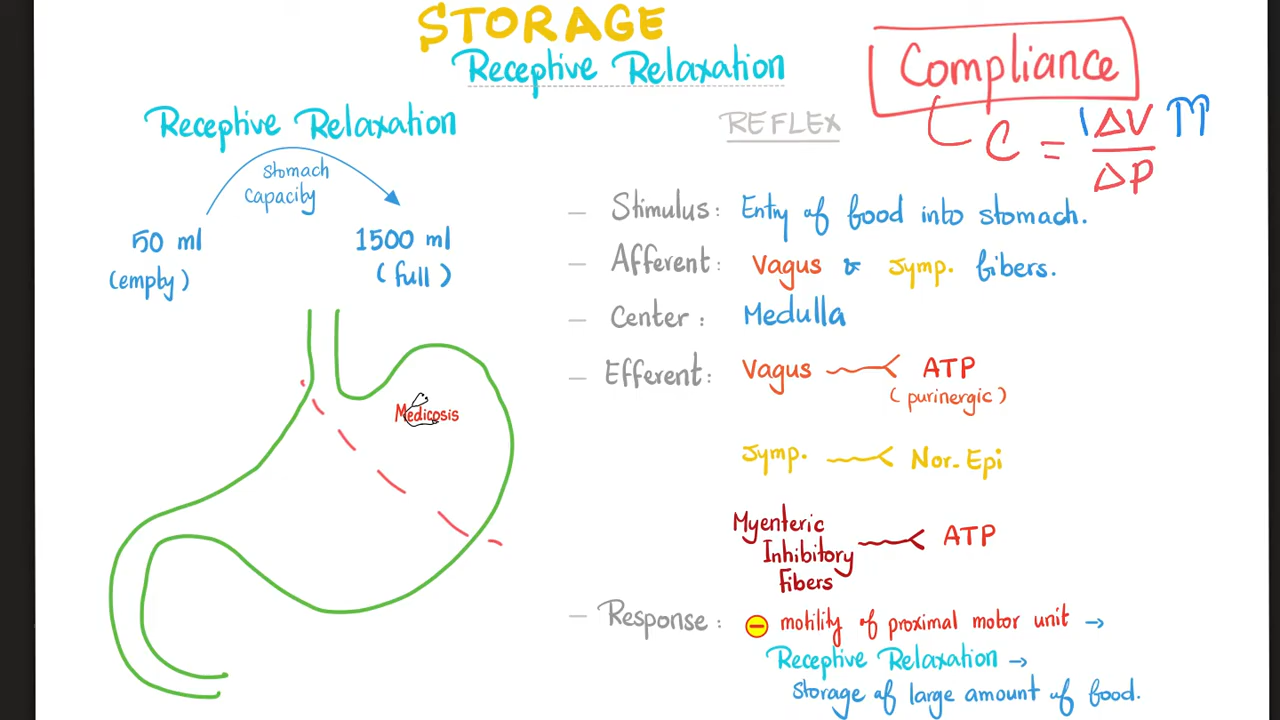 STORAGE
Receptive Relaxation
Compliance
C = ΔV ↑↑
ΔP
Receptive Relaxation
Stomach
Capacity
50 ml
(empty)
1500 ml
(full)
Medicosis
REFLEX
– Stimulus: Entry of food into stomach.
– Afferent: Vagus & Symp. fibers.
– Center: Medulla
– Efferent: Vagus ATP
(purinergic)
Symp. Nor-Epi
Myenteric
Inhibitory ATP
Fibers
– Response: ⊖ motility of proximal motor unit →
Receptive Relaxation →
storage of large amount of food.